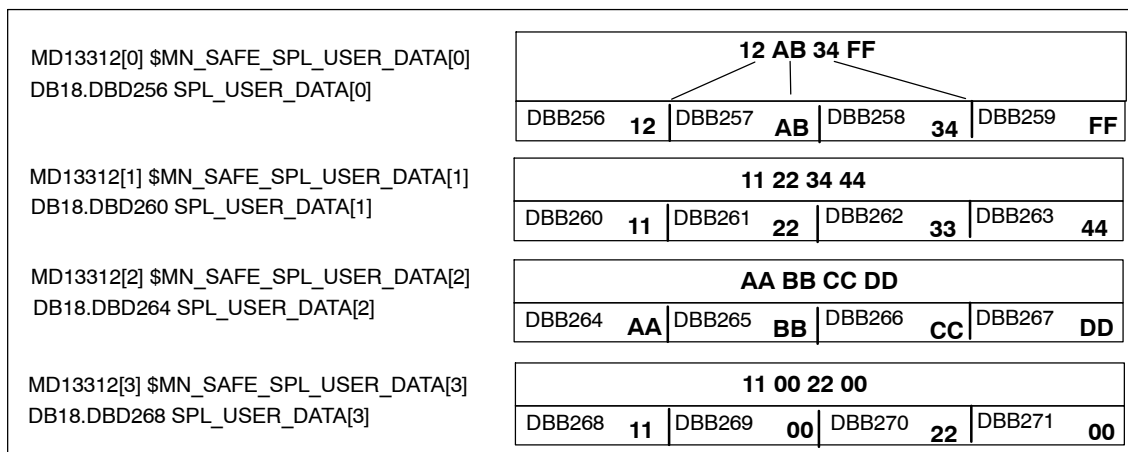 MD13312[0] $MN_SAFE_SPL_USER_DATA[0]
DB18.DBD256 SPL_USER_DATA[0]
12 AB 34 FF
DBB256 12 DBB257 AB DBB258 34 DBB259 FF
MD13312[1] $MN_SAFE_SPL_USER_DATA[1]
DB18.DBD260 SPL_USER_DATA[1]
11 22 34 44
DBB260 11 DBB261 22 DBB262 33 DBB263 44
MD13312[2] $MN_SAFE_SPL_USER_DATA[2]
DB18.DBD264 SPL_USER_DATA[2]
AA BB CC DD
DBB264 AA DBB265 BB DBB266 CC DBB267 DD
MD13312[3] $MN_SAFE_SPL_USER_DATA[3]
DB18.DBD268 SPL_USER_DATA[3]
11 00 22 00
DBB268 11 DBB269 00 DBB270 22 DBB271 00